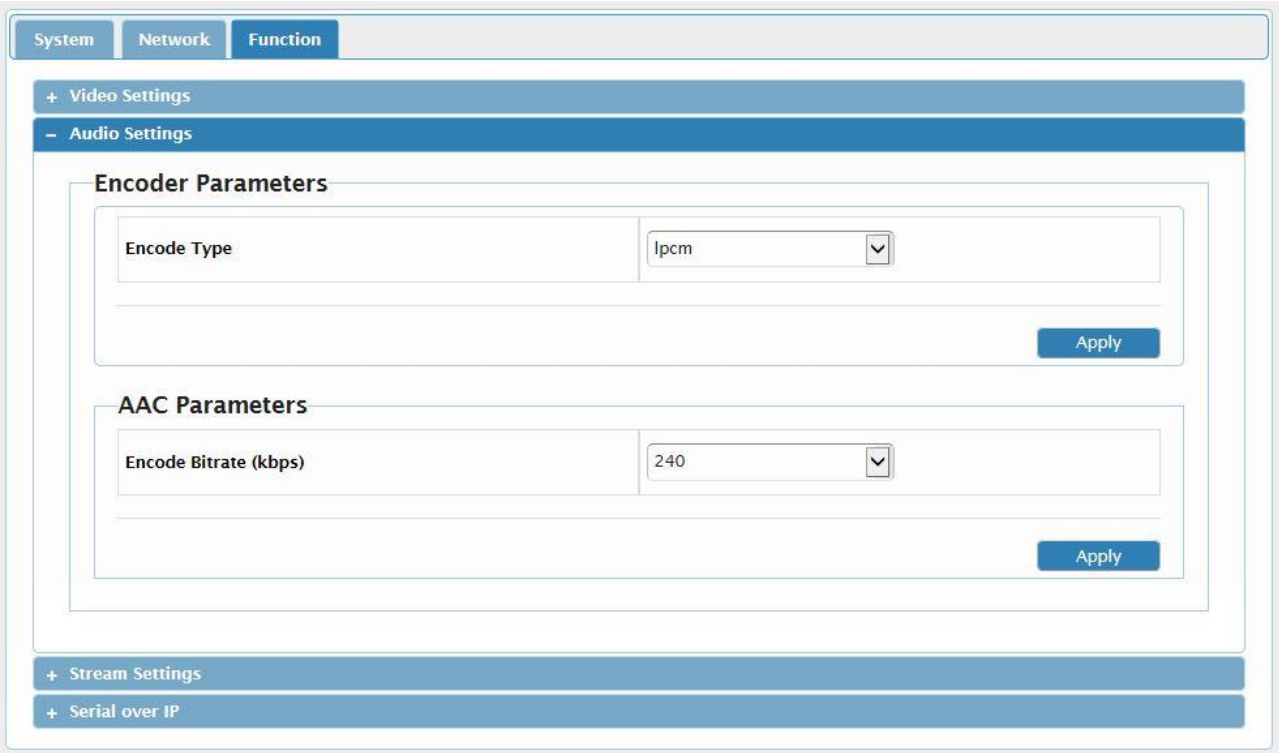 System Network Function
+ Video Settings
– Audio Settings
Encoder Parameters
Encode Type lpcm
Apply
AAC Parameters
Encode Bitrate (kbps) 240
Apply
+ Stream Settings
+ Serial over IP